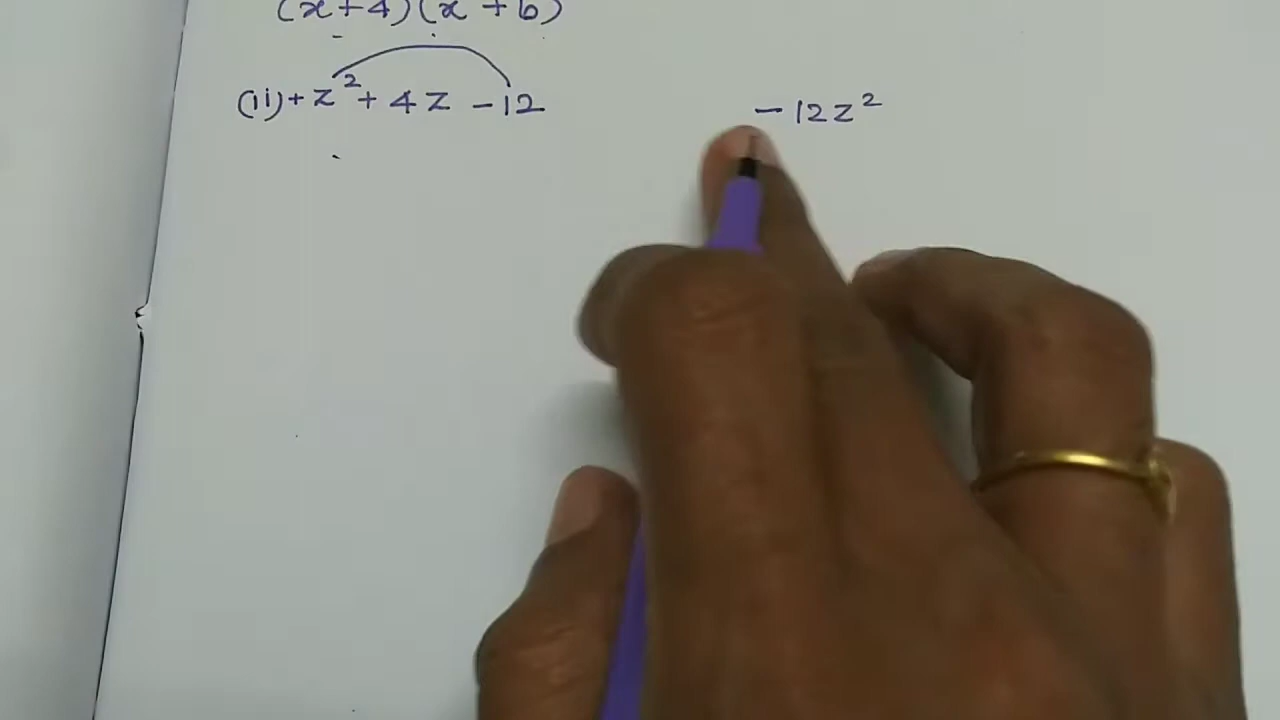 (x+4)(x+6)
(ii) + z² + 4z - 12
- 12z²